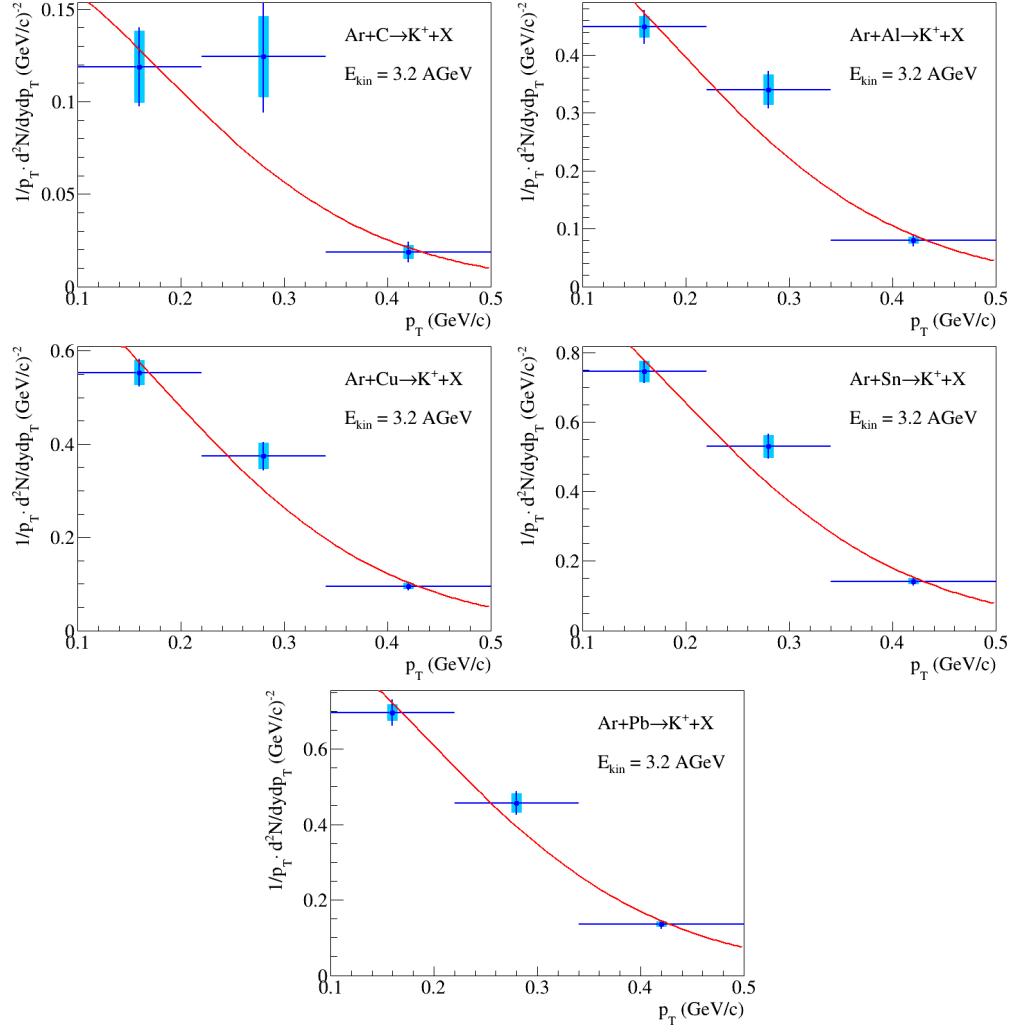 0.15
0.1
0.05
0
0.1 0.2 0.3 0.4 0.5
p_T (GeV/c)
1/p_T · d²N/dydp_T (GeV/c)⁻²
Ar+C→K⁺+X
E_kin = 3.2 AGeV
0.4
0.3
0.2
0.1
0
0.1 0.2 0.3 0.4 0.5
p_T (GeV/c)
1/p_T · d²N/dydp_T (GeV/c)⁻²
Ar+Al→K⁺+X
E_kin = 3.2 AGeV
0.6
0.4
0.2
0
0.1 0.2 0.3 0.4 0.5
p_T (GeV/c)
1/p_T · d²N/dydp_T (GeV/c)⁻²
Ar+Cu→K⁺+X
E_kin = 3.2 AGeV
0.8
0.6
0.4
0.2
0
0.1 0.2 0.3 0.4 0.5
p_T (GeV/c)
1/p_T · d²N/dydp_T (GeV/c)⁻²
Ar+Sn→K⁺+X
E_kin = 3.2 AGeV
0.6
0.4
0.2
0
0.1 0.2 0.3 0.4 0.5
p_T (GeV/c)
1/p_T · d²N/dydp_T (GeV/c)⁻²
Ar+Pb→K⁺+X
E_kin = 3.2 AGeV